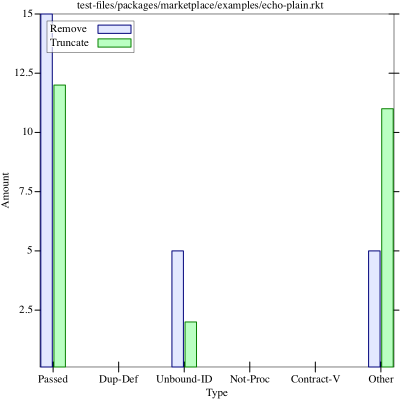 test-files/packages/marketplace/examples/echo-plain.rkt
15
Remove
Truncate
12.5
10
7.5
5
2.5
Amount
Passed Dup-Def Unbound-ID Not-Proc Contract-V Other
Type